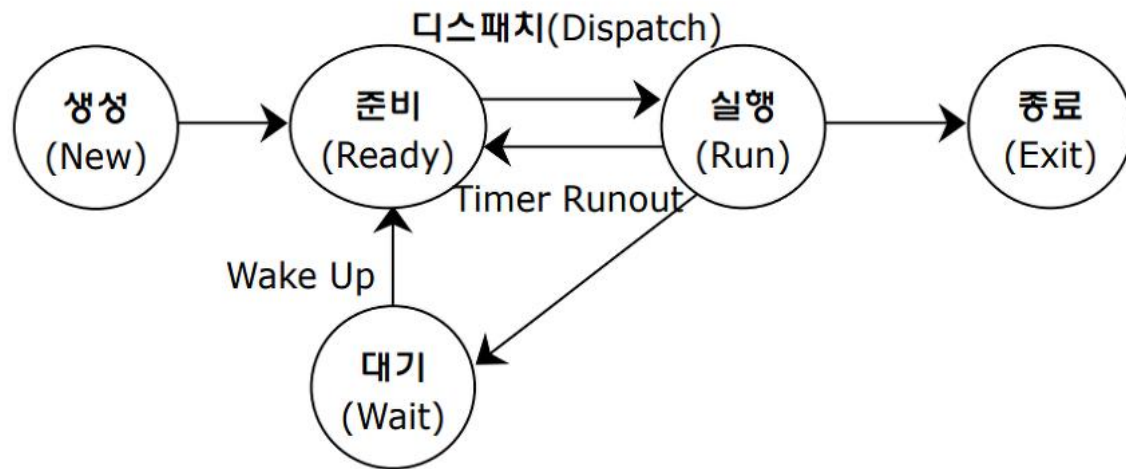 디스패치(Dispatch)
생성
(New)
준비
(Ready)
실행
(Run)
종료
(Exit)
Timer Runout
Wake Up
대기
(Wait)